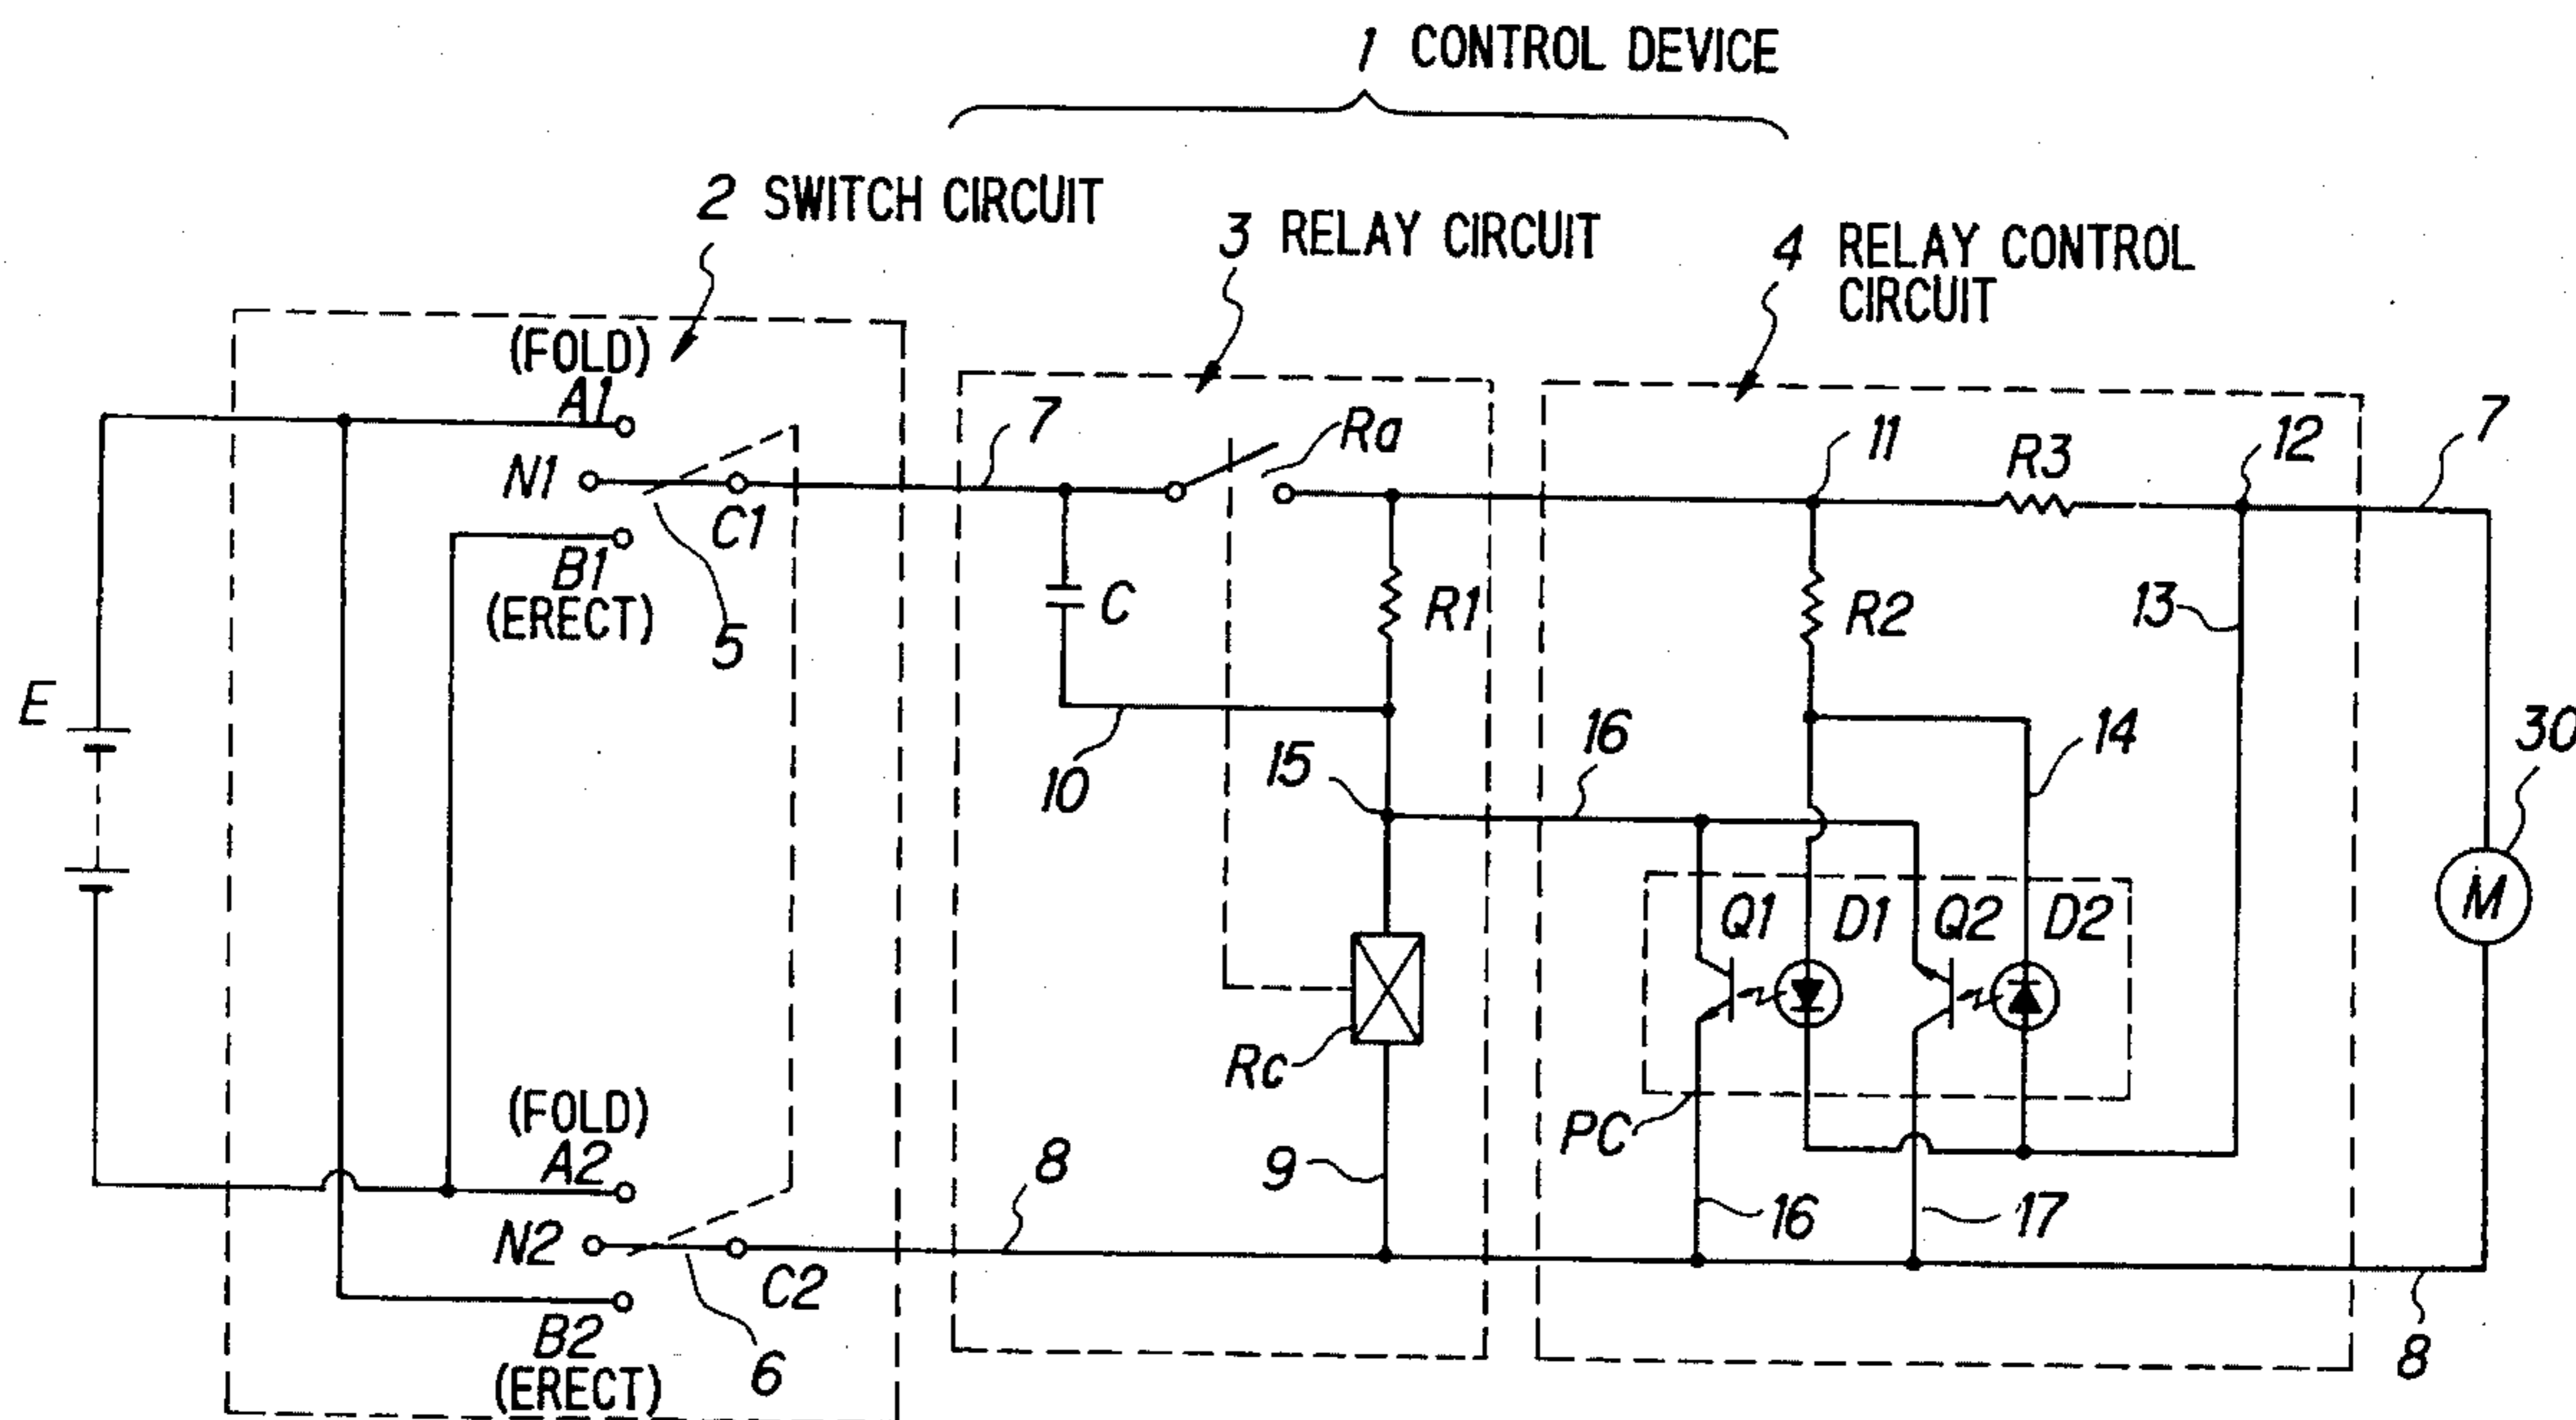 1 CONTROL DEVICE
2 SWITCH CIRCUIT
3 RELAY CIRCUIT
4 RELAY CONTROL
CIRCUIT
(FOLD)
A1
N1
C1
B1
(ERECT)
5
7
Ra
11
R3
12
7
C
R1
R2
13
E
10
15
16
14
30
Q1
D1
Q2
D2
M
Rc
PC
(FOLD)
A2
9
8
16
17
N2
C2
B2
(ERECT)
6
8